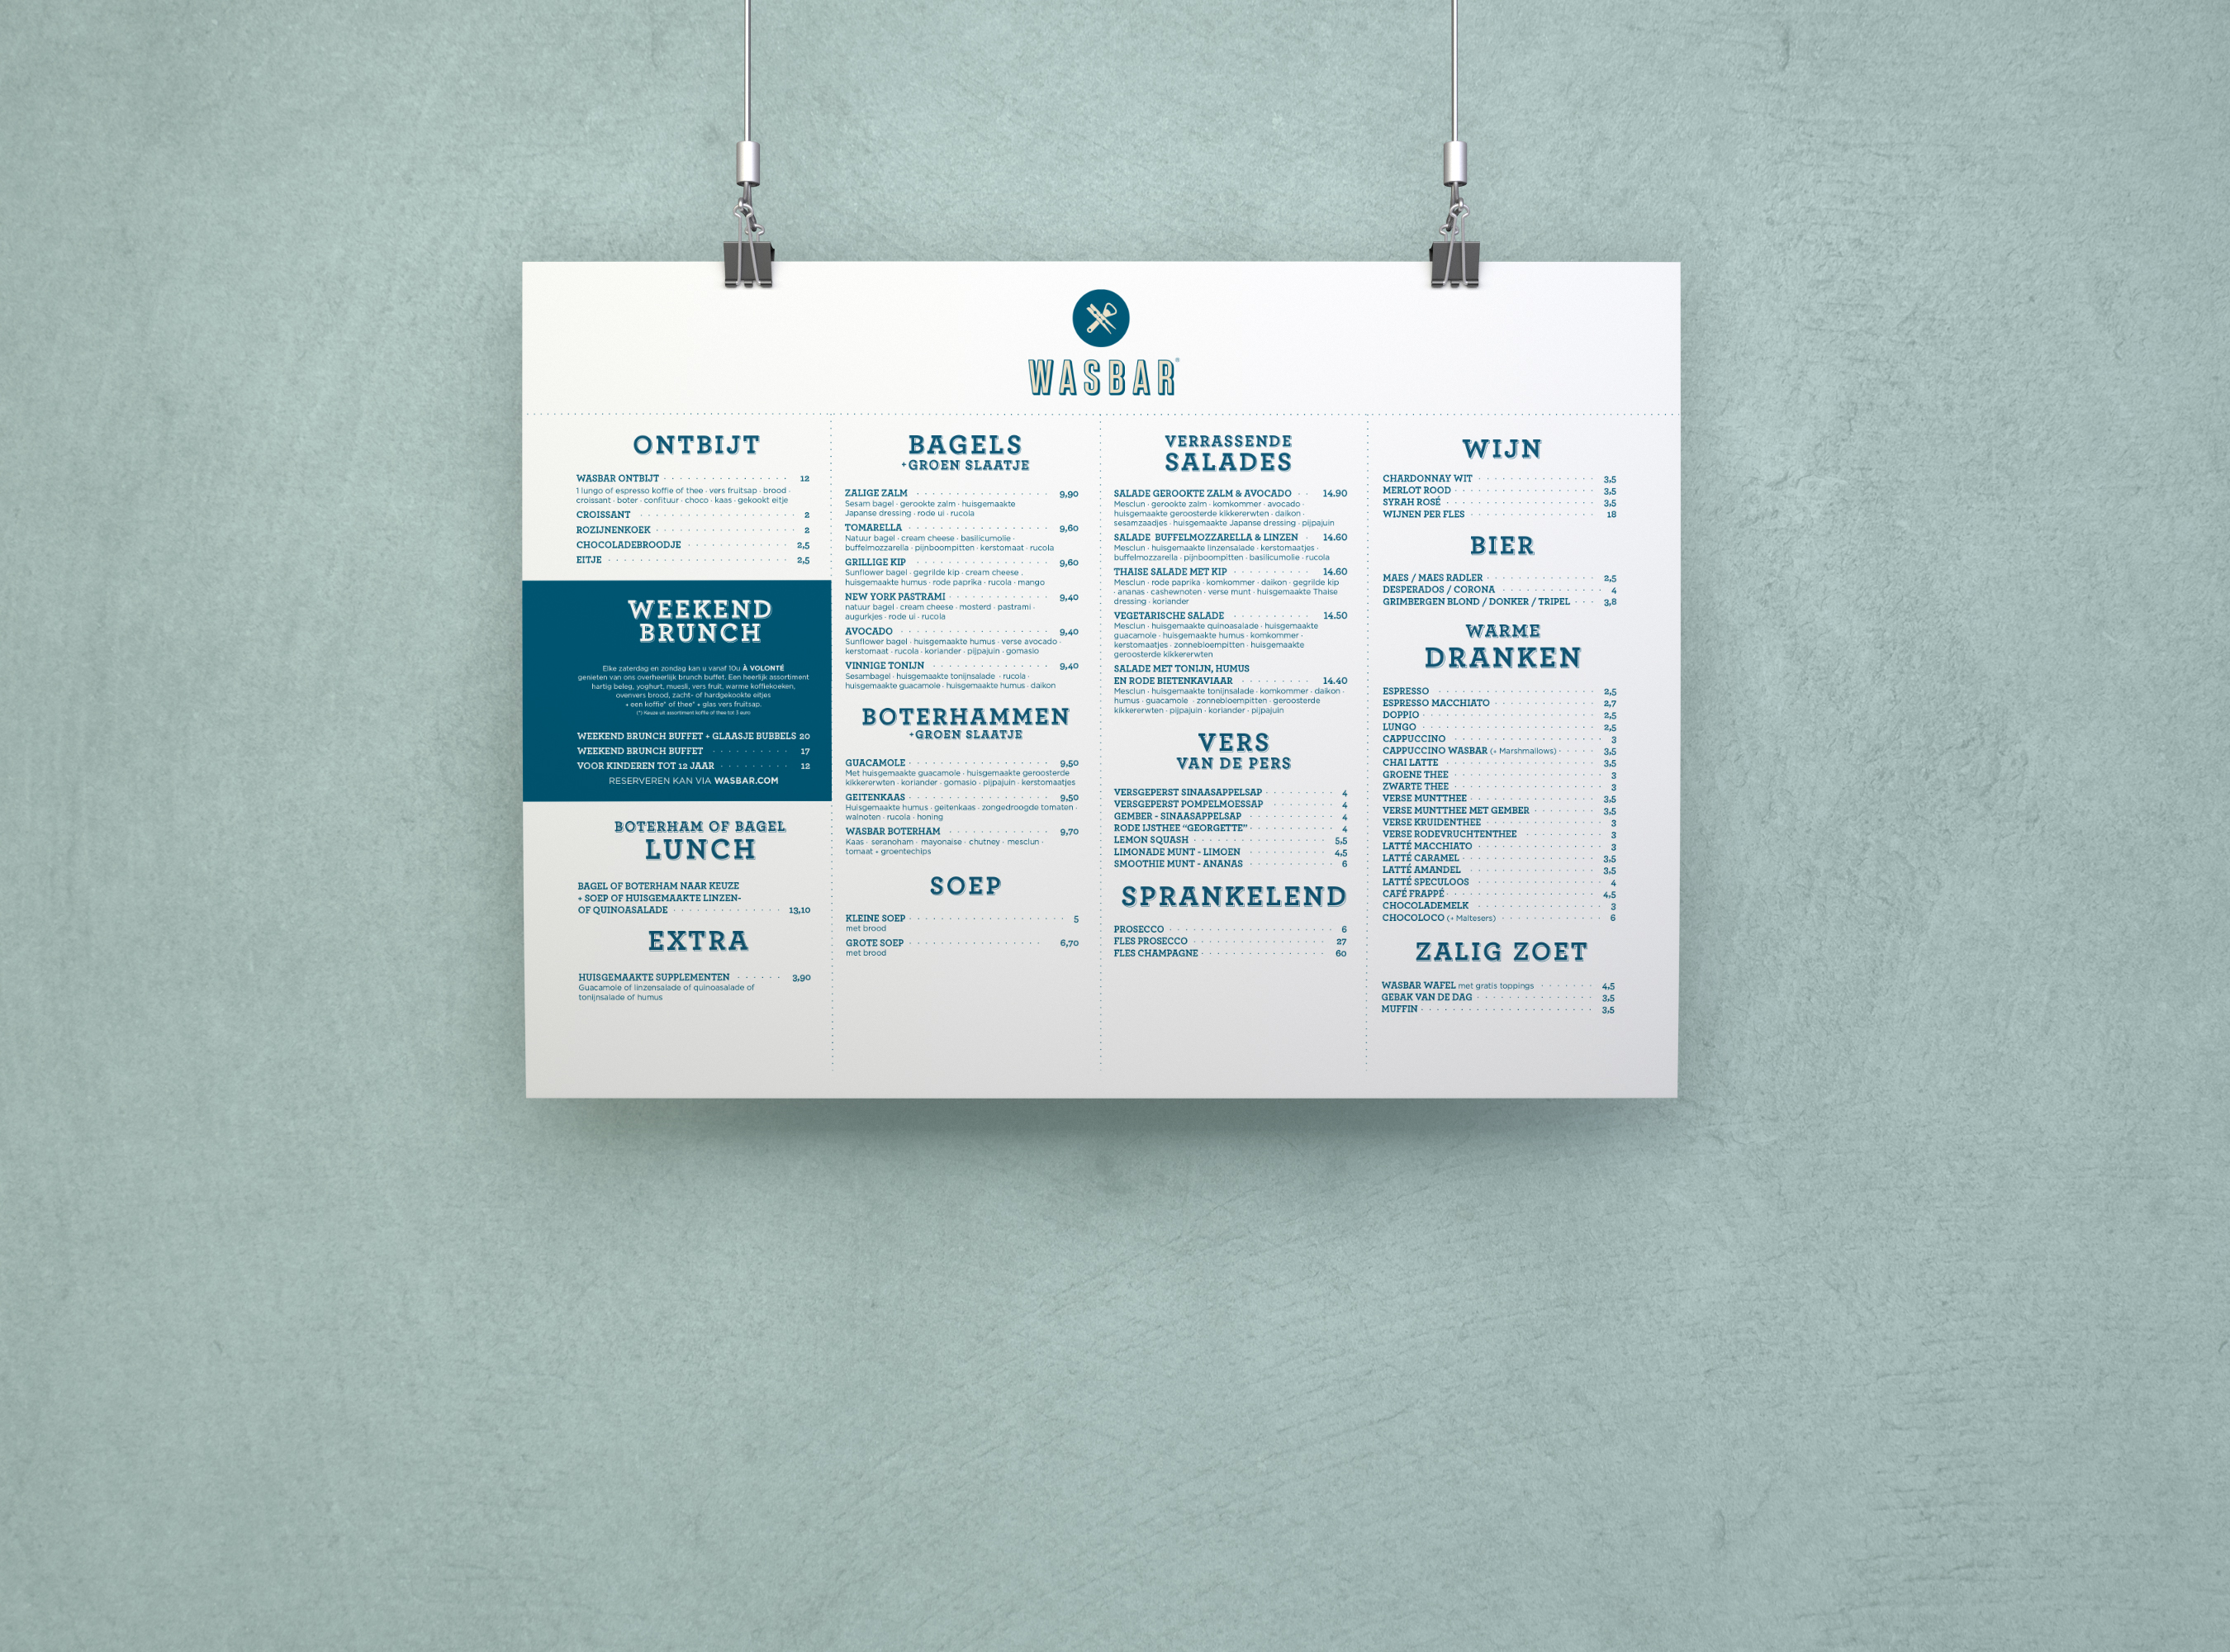 WASBAR®
ONTBIJT
WASBAR ONTBIJT 12
1 lungo of espresso koffie of thee · vers fruitsap · brood ·
croissant · boter · confituur · choco · kaas · gekookt eitje
CROISSANT 2
ROZIJNENKOEK 2
CHOCOLADEBROODJE 2,5
EITJE 2,5
WEEKEND
BRUNCH
Elke zaterdag en zondag kan u vanaf 10u À VOLONTÉ
genieten van ons overheerlijk brunch buffet. Een heerlijk assortiment
hartig beleg, yoghurt, muesli, vers fruit, warme koffiekoeken,
ovenvers brood, zacht- of hardgekookte eitjes
+ een koffie* of thee* + glas vers fruitsap.
(*) Keuze uit assortiment koffie of thee tot 3 euro
WEEKEND BRUNCH BUFFET + GLAASJE BUBBELS 20
WEEKEND BRUNCH BUFFET 17
VOOR KINDEREN TOT 12 JAAR 12
RESERVEREN KAN VIA WASBAR.COM
BOTERHAM OF BAGEL
LUNCH
BAGEL OF BOTERHAM NAAR KEUZE
+ SOEP OF HUISGEMAAKTE LINZEN-
OF QUINOASALADE 13,10
EXTRA
HUISGEMAAKTE SUPPLEMENTEN 3,90
Guacamole of linzensalade of quinoasalade of
tonijnsalade of humus
BAGELS
+GROEN SLAATJE
ZALIGE ZALM 9,90
Sesam bagel · gerookte zalm · huisgemaakte
Japanse dressing · rode ui · rucola
TOMARELLA 9,60
Natuur bagel · cream cheese · basilicumolie ·
buffelmozzarella · pijnboompitten · kerstomaat · rucola
GRILLIGE KIP 9,60
Sunflower bagel · gegrilde kip · cream cheese .
huisgemaakte humus · rode paprika · rucola · mango
NEW YORK PASTRAMI 9,40
natuur bagel · cream cheese · mosterd · pastrami ·
augurkjes · rode ui · rucola
AVOCADO 9,40
Sunflower bagel · huisgemaakte humus · verse avocado ·
kerstomaat · rucola · koriander · pijpajuin · gomasio
VINNIGE TONIJN 9,40
Sesambagel · huisgemaakte tonijnsalade · rucola ·
huisgemaakte guacamole · huisgemaakte humus · daikon
BOTERHAMMEN
+GROEN SLAATJE
GUACAMOLE 9,50
Met huisgemaakte guacamole · huisgemaakte geroosterde
kikkererwten · koriander · gomasio · pijpajuin · kerstomaatjes
GEITENKAAS 9,50
Huisgemaakte humus · geitenkaas · zongedroogde tomaten ·
walnoten · rucola · honing
WASBAR BOTERHAM 9,70
Kaas · seranoham · mayonaise · chutney · mesclun ·
tomaat + groentechips
SOEP
KLEINE SOEP 5
met brood
GROTE SOEP 6,70
met brood
VERRASSENDE
SALADES
SALADE GEROOKTE ZALM & AVOCADO 14.90
Mesclun · gerookte zalm · komkommer · avocado ·
huisgemaakte geroosterde kikkererwten · daikon ·
sesamzaadjes · huisgemaakte Japanse dressing · pijpajuin
SALADE BUFFELMOZZARELLA & LINZEN 14.60
Mesclun · huisgemaakte linzensalade · kerstomaatjes ·
buffelmozzarella · pijnboompitten · basilicumolie · rucola
THAISE SALADE MET KIP 14.60
Mesclun · rode paprika · komkommer · daikon · gegrilde kip
· ananas · cashewnoten · verse munt · huisgemaakte Thaise
dressing · koriander
VEGETARISCHE SALADE 14.50
Mesclun · huisgemaakte quinoasalade · huisgemaakte
guacamole · huisgemaakte humus · komkommer ·
kerstomaatjes · zonnebloempitten · huisgemaakte
geroosterde kikkererwten
SALADE MET TONIJN, HUMUS
EN RODE BIETENKAVIAAR 14.40
Mesclun · huisgemaakte tonijnsalade · komkommer · daikon ·
humus · guacamole · zonnebloempitten · geroosterde
kikkererwten · pijpajuin · koriander · pijpajuin
VERS
VAN DE PERS
VERSGEPERST SINAASAPPELSAP 4
VERSGEPERST POMPELMOESSAP 4
GEMBER - SINAASAPPELSAP 4
RODE IJSTHEE “GEORGETTE” 4
LEMON SQUASH 5,5
LIMONADE MUNT - LIMOEN 4,5
SMOOTHIE MUNT - ANANAS 6
SPRANKELEND
PROSECCO 6
FLES PROSECCO 27
FLES CHAMPAGNE 60
WIJN
CHARDONNAY WIT 3,5
MERLOT ROOD 3,5
SYRAH ROSÉ 3,5
WIJNEN PER FLES 18
BIER
MAES / MAES RADLER 2,5
DESPERADOS / CORONA 4
GRIMBERGEN BLOND / DONKER / TRIPEL 3,8
WARME
DRANKEN
ESPRESSO 2,5
ESPRESSO MACCHIATO 2,7
DOPPIO 2,5
LUNGO 2,5
CAPPUCCINO 3
CAPPUCCINO WASBAR (+ Marshmallows) 3,5
CHAI LATTE 3,5
GROENE THEE 3
ZWARTE THEE 3
VERSE MUNTTHEE 3,5
VERSE MUNTTHEE MET GEMBER 3,5
VERSE KRUIDENTHEE 3
VERSE RODEVRUCHTENTHEE 3
LATTÉ MACCHIATO 3
LATTÉ CARAMEL 3,5
LATTÉ AMANDEL 3,5
LATTÉ SPECULOOS 4
CAFÉ FRAPPÉ 4,5
CHOCOLADEMELK 3
CHOCOLOCO (+ Maltesers) 6
ZALIG ZOET
WASBAR WAFEL met gratis toppings 4,5
GEBAK VAN DE DAG 3,5
MUFFIN 3,5